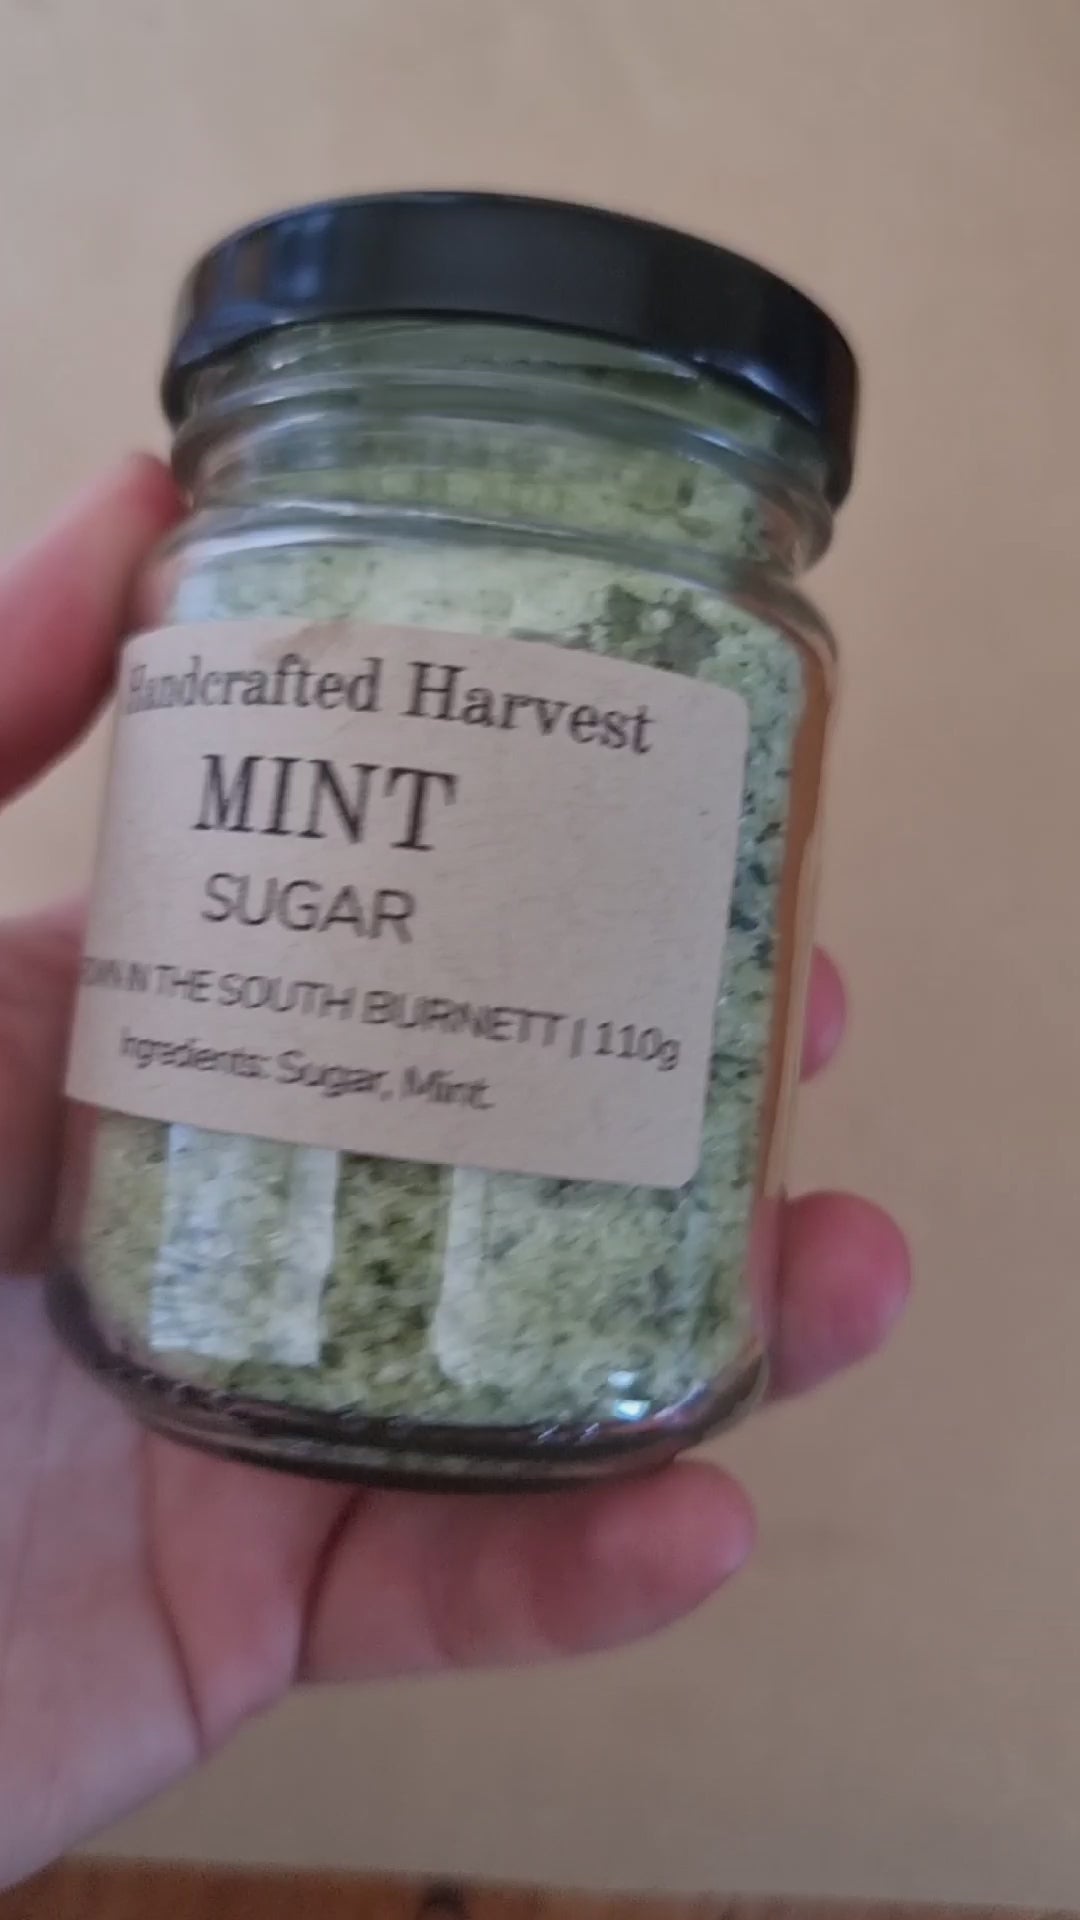 Handcrafted Harvest
MINT
SUGAR
IN THE SOUTH BURNETT | 110g
Ingredients: Sugar, Mint.